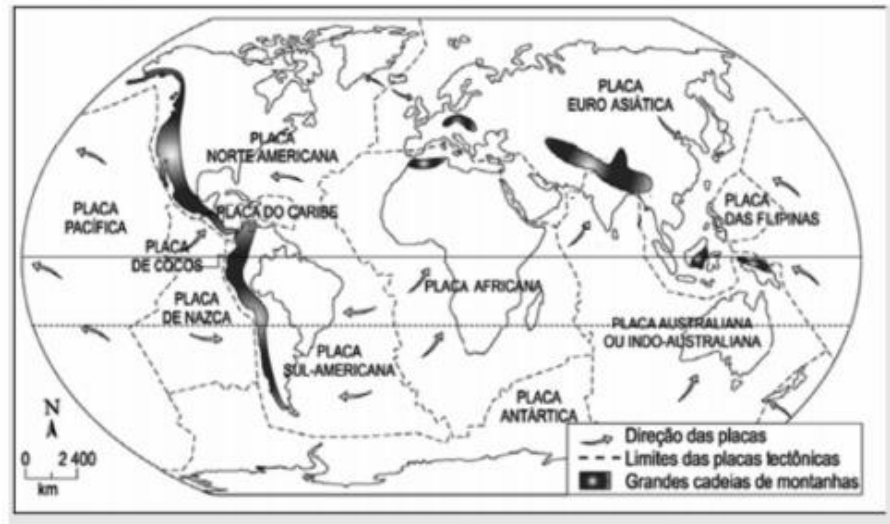 PLACA
EURO ASIÁTICA
PLACA
NORTE AMERICANA
PLACA
PACÍFICA
PLACA DO CARIBE
PLACA
DAS FILIPINAS
PLACA
DE COCOS
PLACA AFRICANA
PLACA
DE NAZCA
PLACA
SUL-AMERICANA
PLACA AUSTRALIANA
OU INDO-AUSTRALIANA
PLACA
ANTÁRTICA
N
0 2 400
km
Direção das placas
Limites das placas tectônicas
Grandes cadeias de montanhas